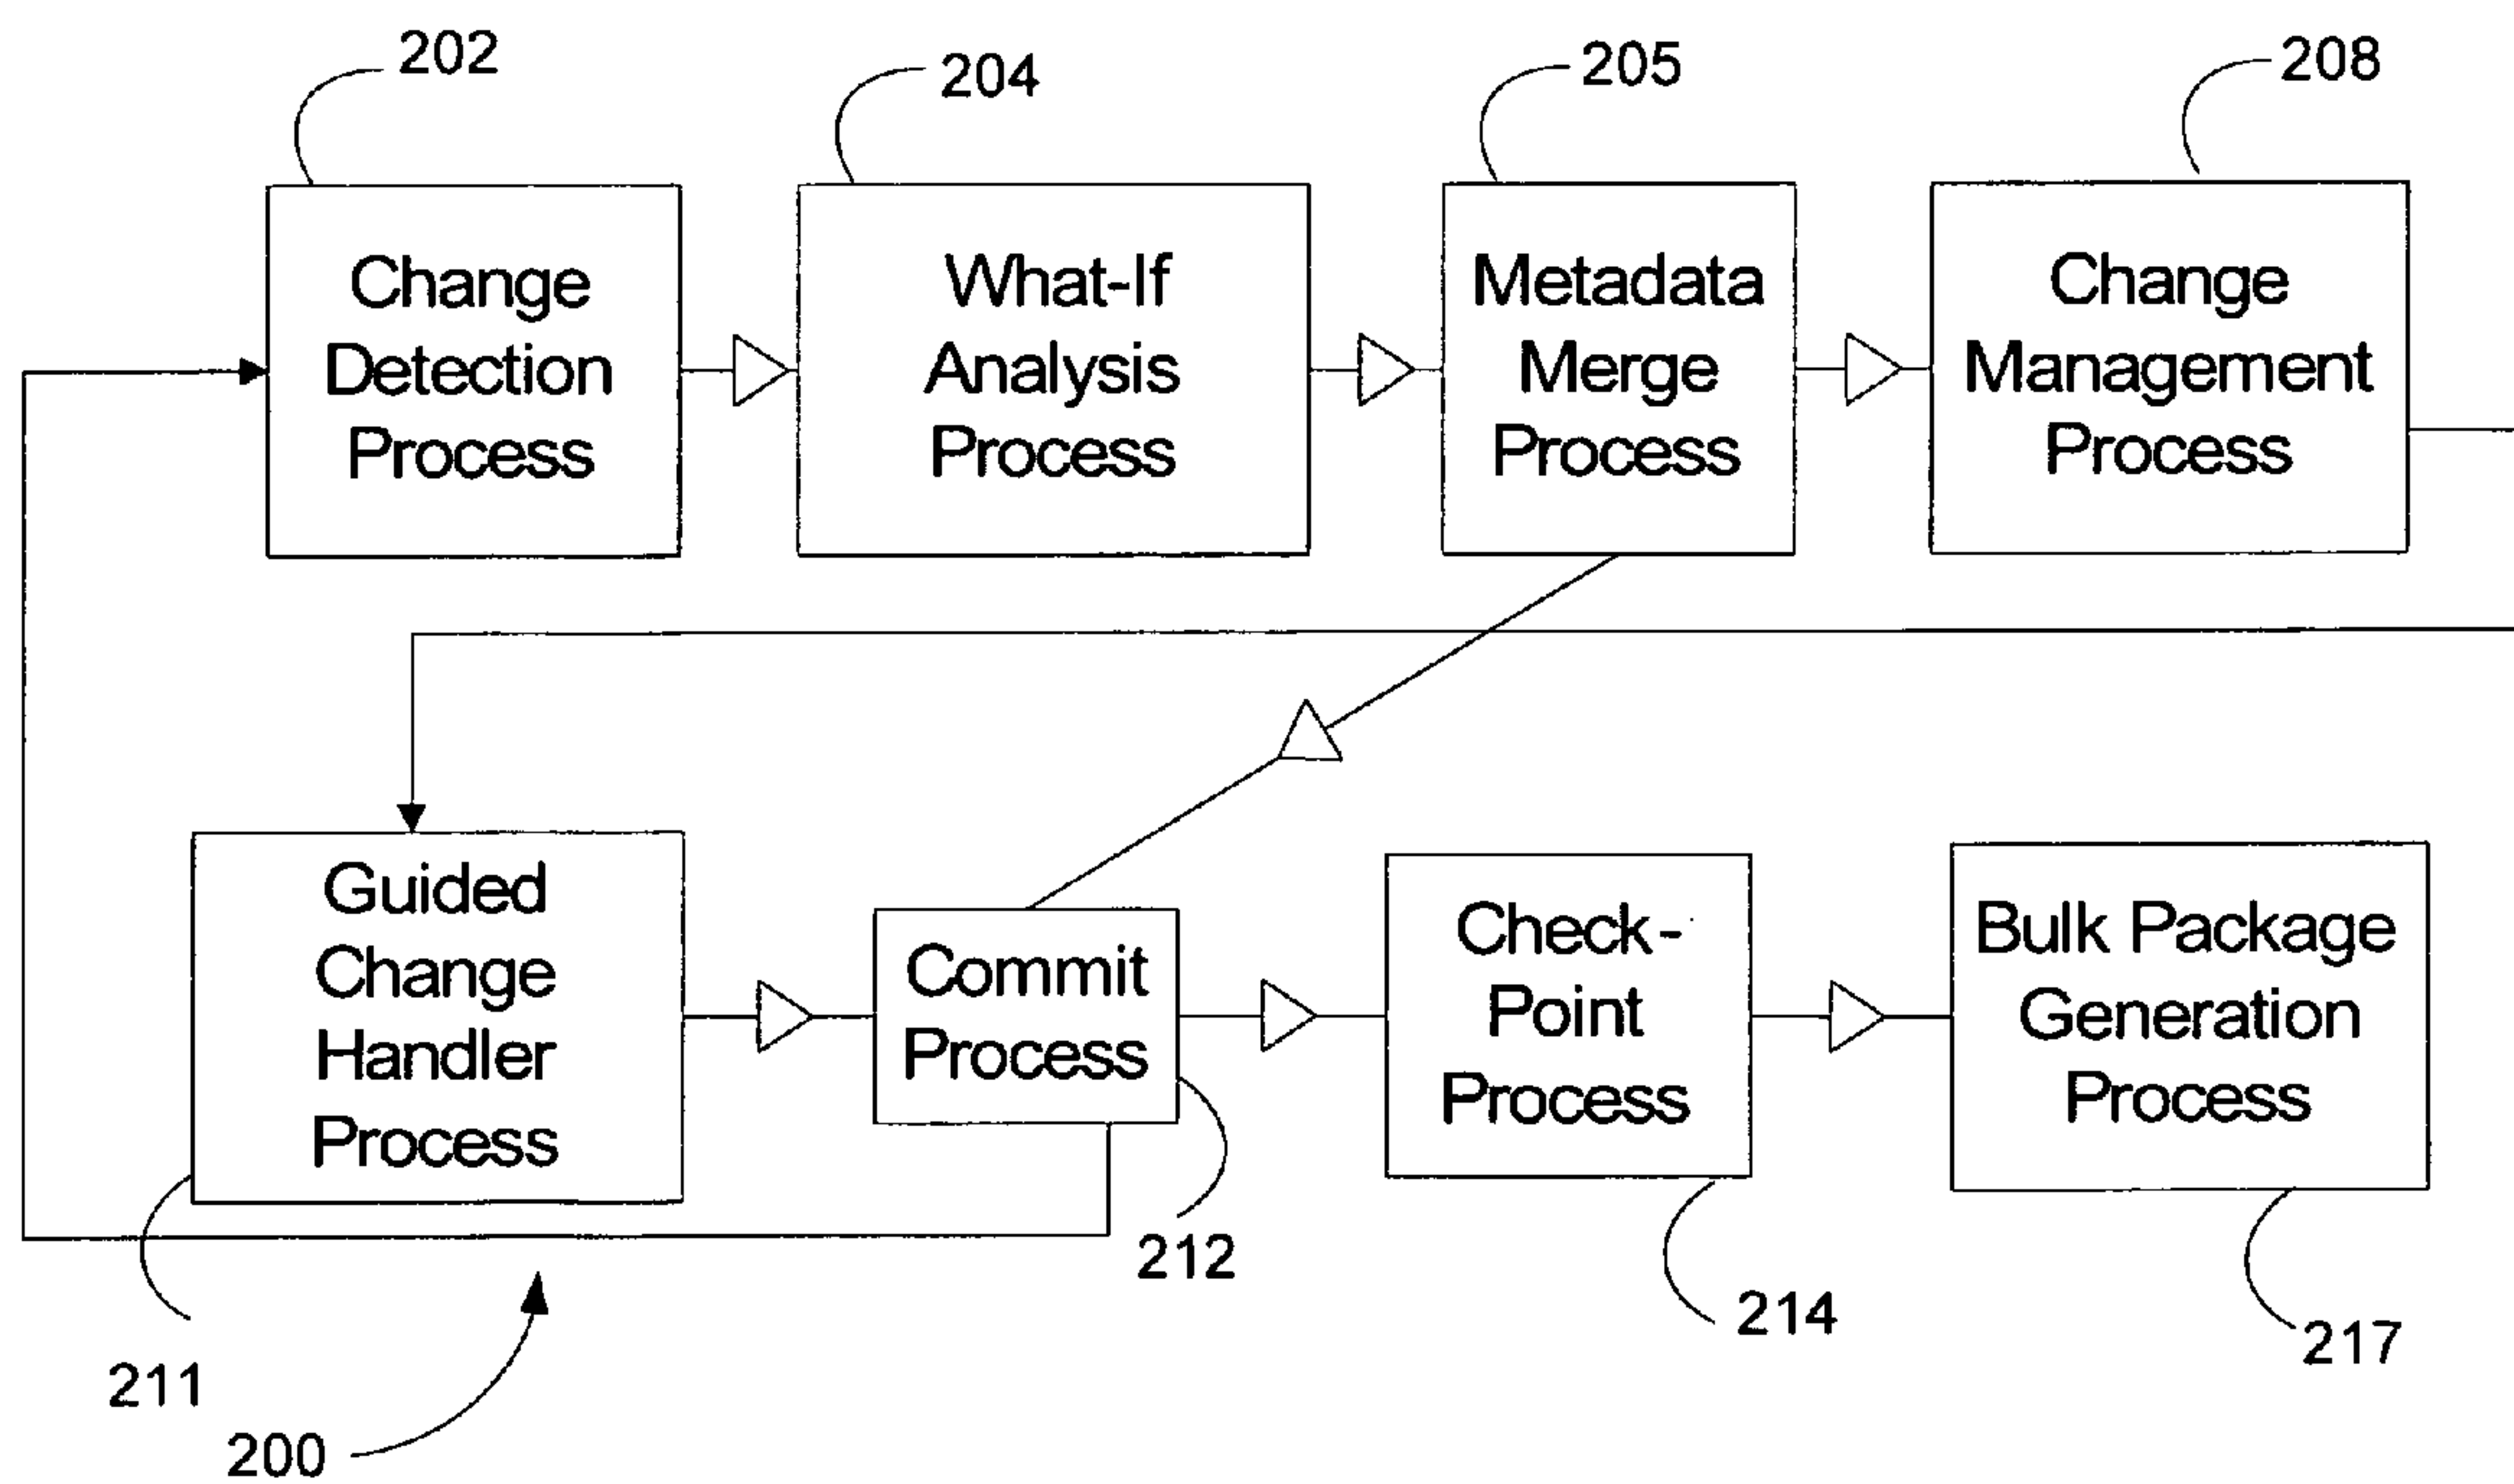 202
204
205
208
Change
Detection
Process
What-If
Analysis
Process
Metadata
Merge
Process
Change
Management
Process
Guided
Change
Handler
Process
Commit
Process
Check-
Point
Process
Bulk Package
Generation
Process
211
212
214
217
200